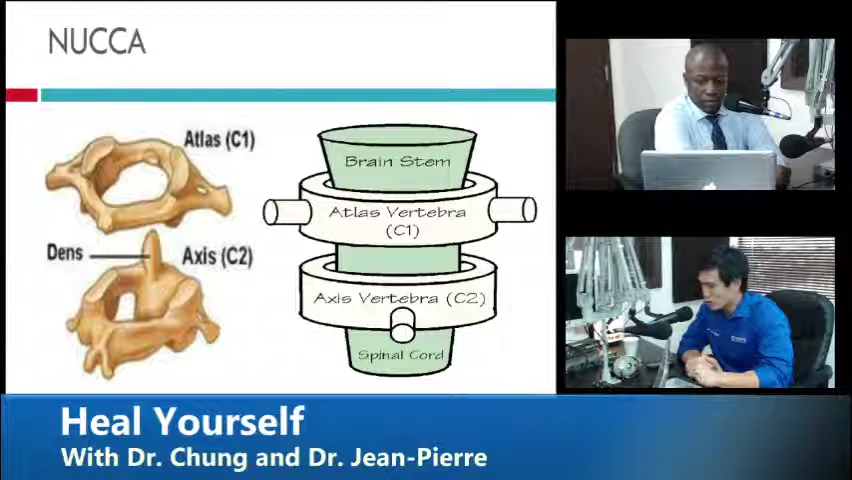 NUCCA
Atlas (C1)
Dens
Axis (C2)
Brain Stem
Atlas Vertebra
(C1)
Axis Vertebra (C2)
Spinal Cord
Heal Yourself
With Dr. Chung and Dr. Jean-Pierre